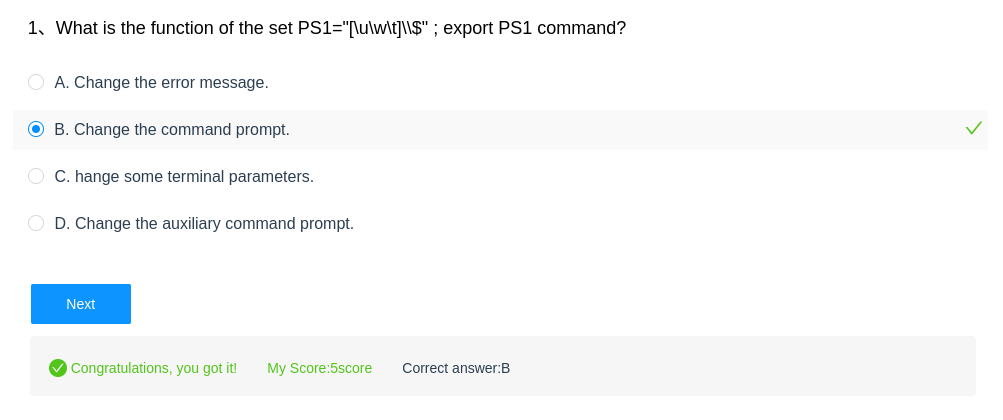 1、What is the function of the set PS1="[\u\w\t]\\$" ; export PS1 command?
A. Change the error message.
B. Change the command prompt.
C. hange some terminal parameters.
D. Change the auxiliary command prompt.
Next
Congratulations, you got it! My Score:5score Correct answer:B